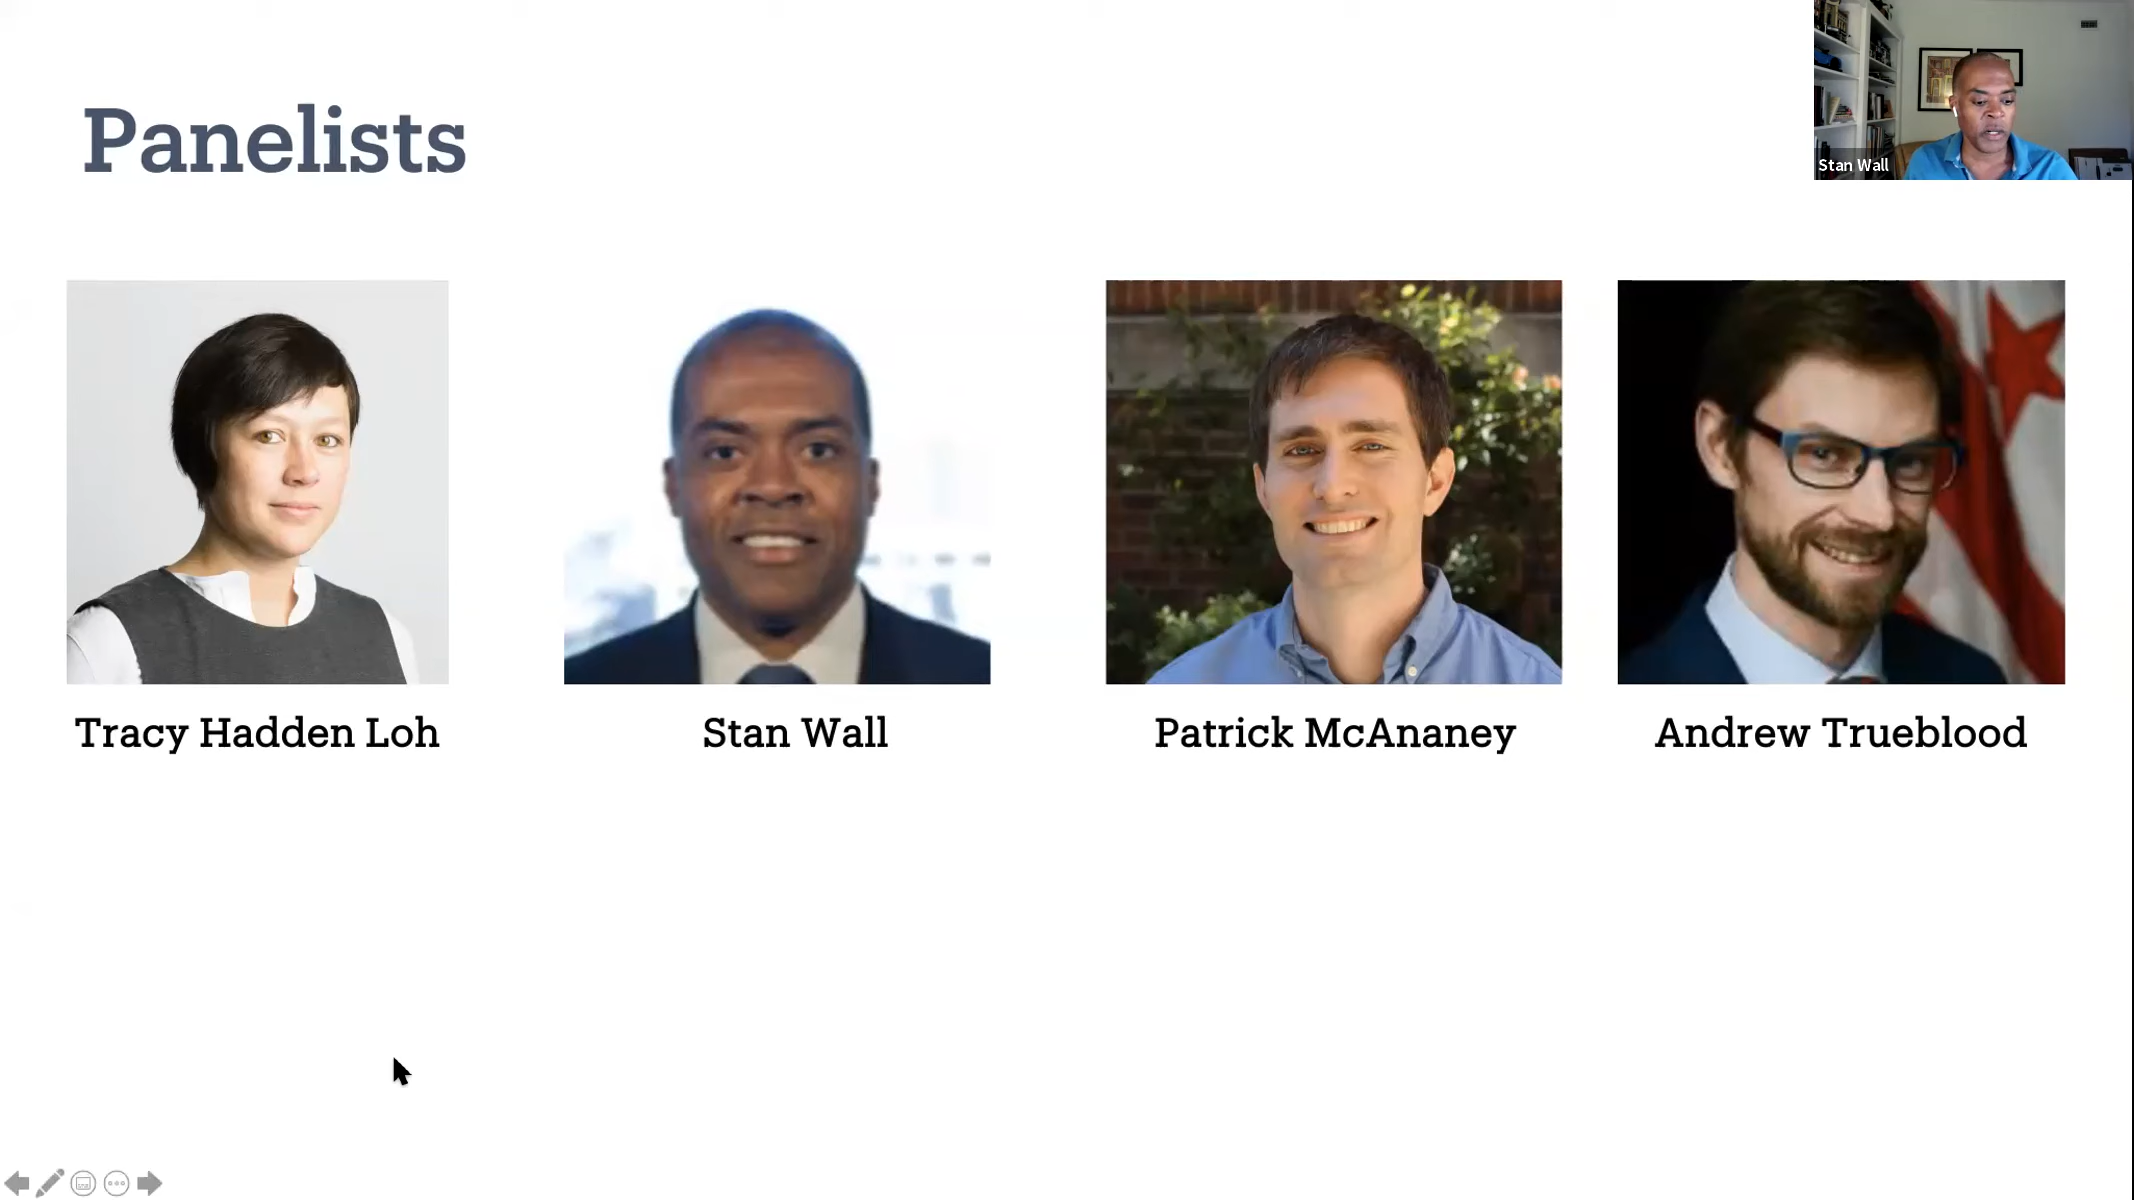 Panelists
Stan Wall
Tracy Hadden Loh
Stan Wall
Patrick McAnaney
Andrew Trueblood